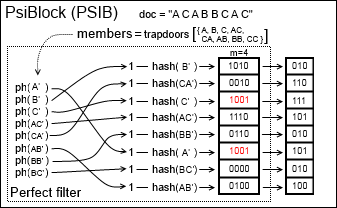 PsiBlock (PSIB) doc = "A C A B B C A C"
members = trapdoors [ { A, B, C, AC,
CA, AB, BB, CC } ]
m=4
ph(A') 1 hash( B' ) 1010 010
ph(B') 1 hash(CA') 0010 110
ph( C' ) 1 hash( C' ) 1001 111
ph(AC') 1 hash(AC') 1110 101
ph(CA') 1 hash(BB') 0110 010
ph(AB') 1 hash( A' ) 1001 101
ph(BB') 1 hash(BC') 0000 010
ph(BC') 1 hash(AB') 0100 100
Perfect filter